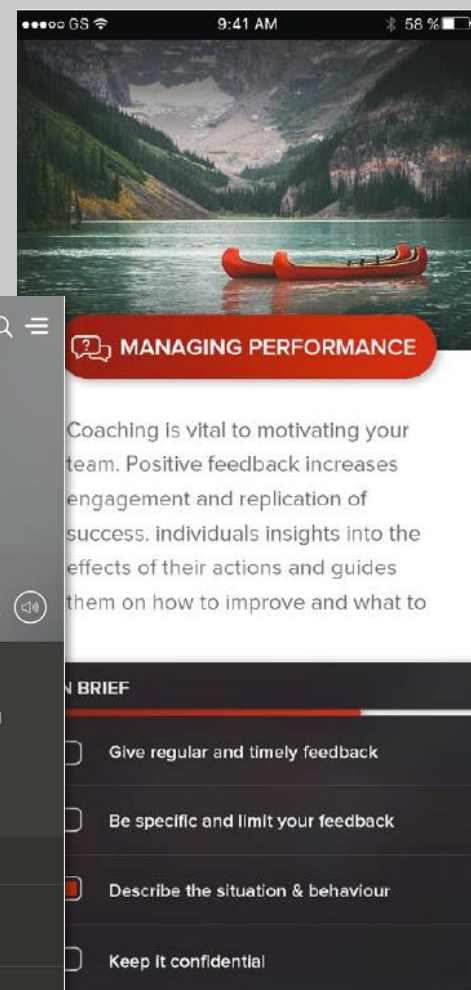 GS 9:41 AM 58 %
MANAGING PERFORMANCE
Coaching is vital to motivating your
team. Positive feedback increases
engagement and replication of
success. individuals insights into the
effects of their actions and guides
them on how to improve and what to
N BRIEF
Give regular and timely feedback
Be specific and limit your feedback
Describe the situation & behaviour
Keep it confidential